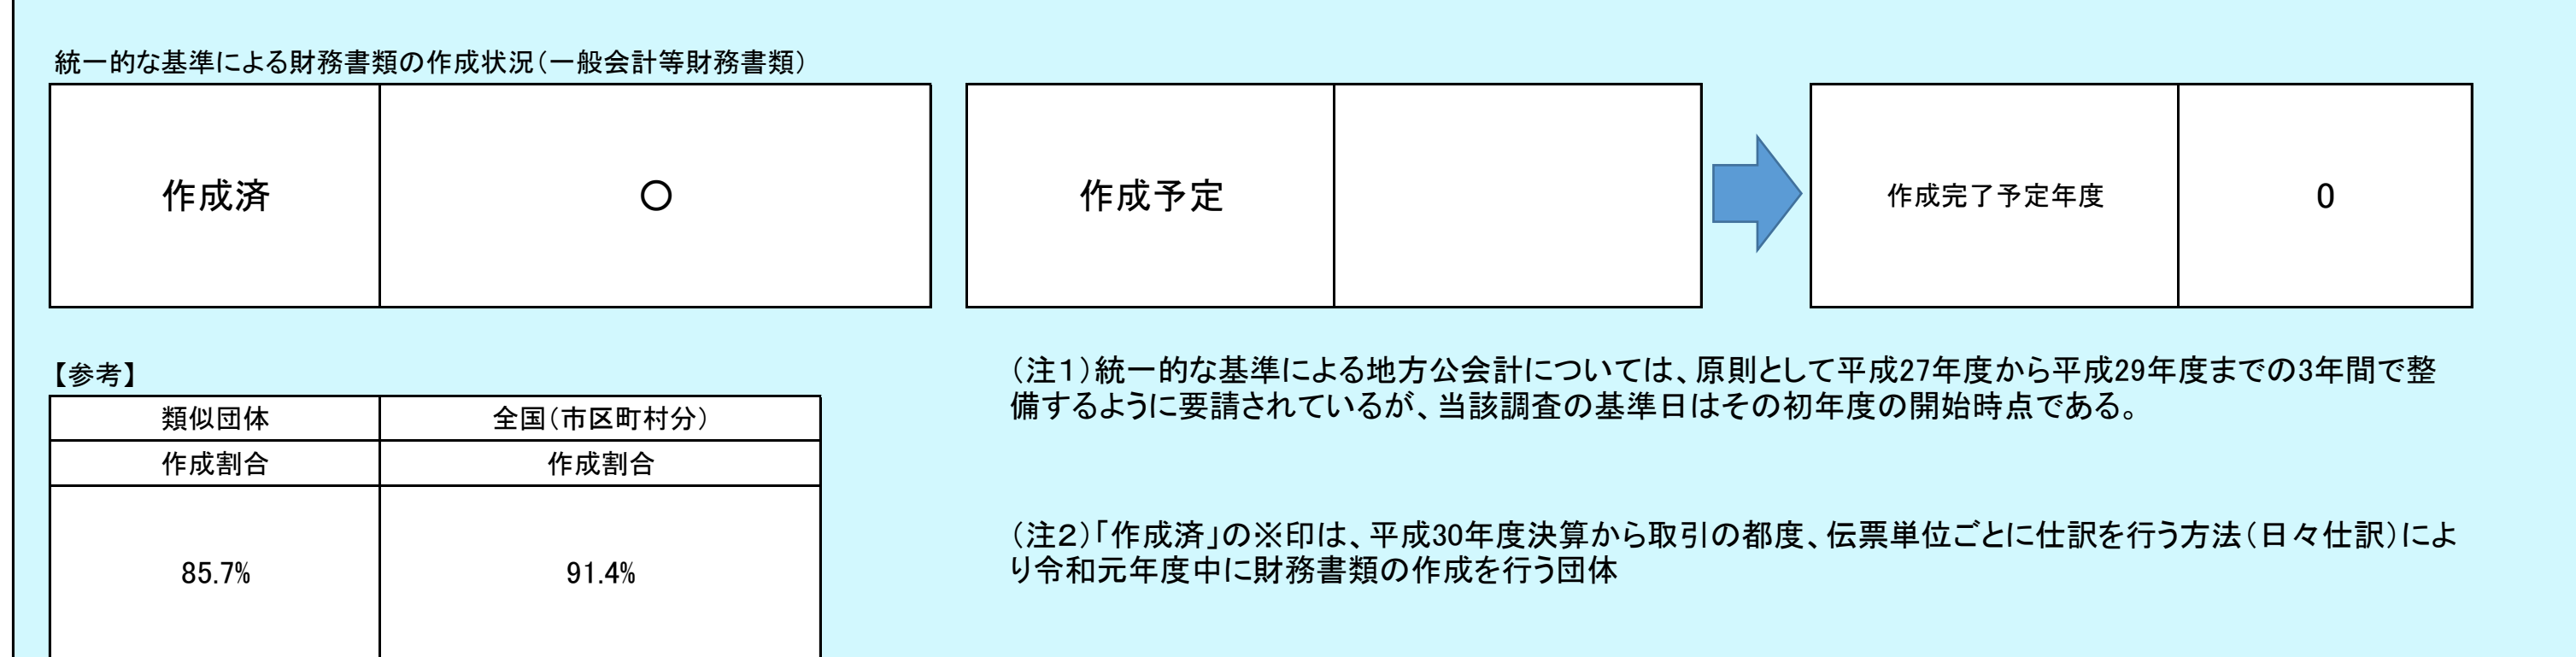 統一的な基準による財務書類の作成状況（一般会計等財務書類）
作成済 ○ 作成予定 作成完了予定年度 0
【参考】
類似団体 全国（市区町村分）
作成割合 作成割合
85.7% 91.4%
（注１）統一的な基準による地方公会計については、原則として平成27年度から平成29年度までの3年間で整
備するように要請されているが、当該調査の基準日はその初年度の開始時点である。
（注２）「作成済」の※印は、平成30年度決算から取引の都度、伝票単位ごとに仕訳を行う方法（日々仕訳）によ
り令和元年度中に財務書類の作成を行う団体